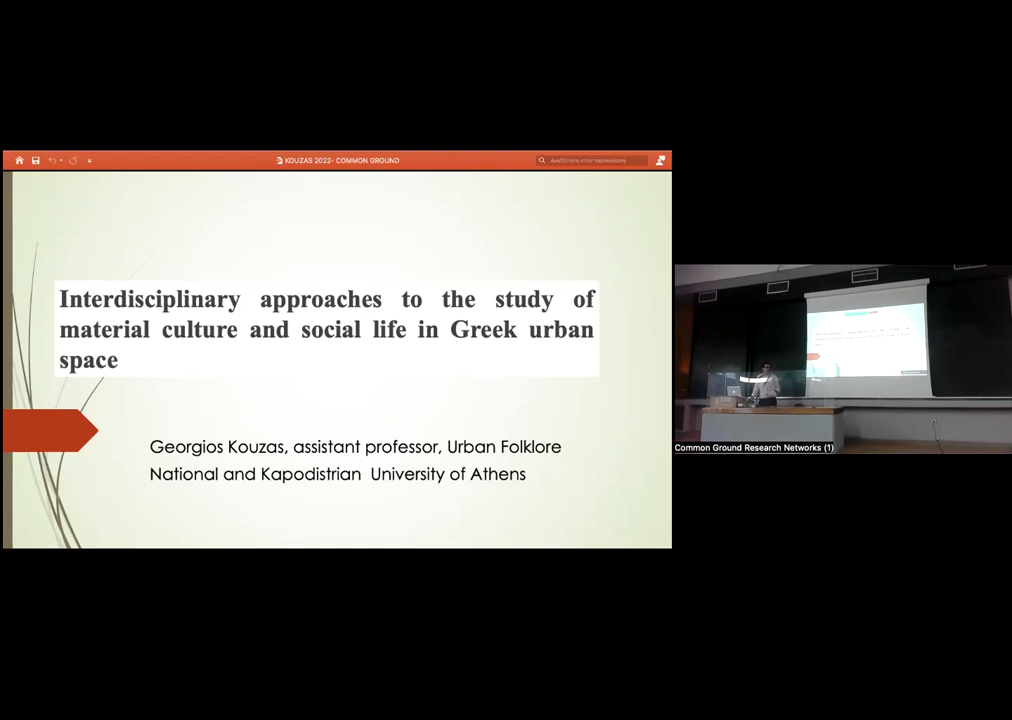 KOUZAS 2022- COMMON GROUND
Interdisciplinary approaches to the study of
material culture and social life in Greek urban
space
Georgios Kouzas, assistant professor, Urban Folklore
National and Kapodistrian University of Athens
Common Ground Research Networks (1)